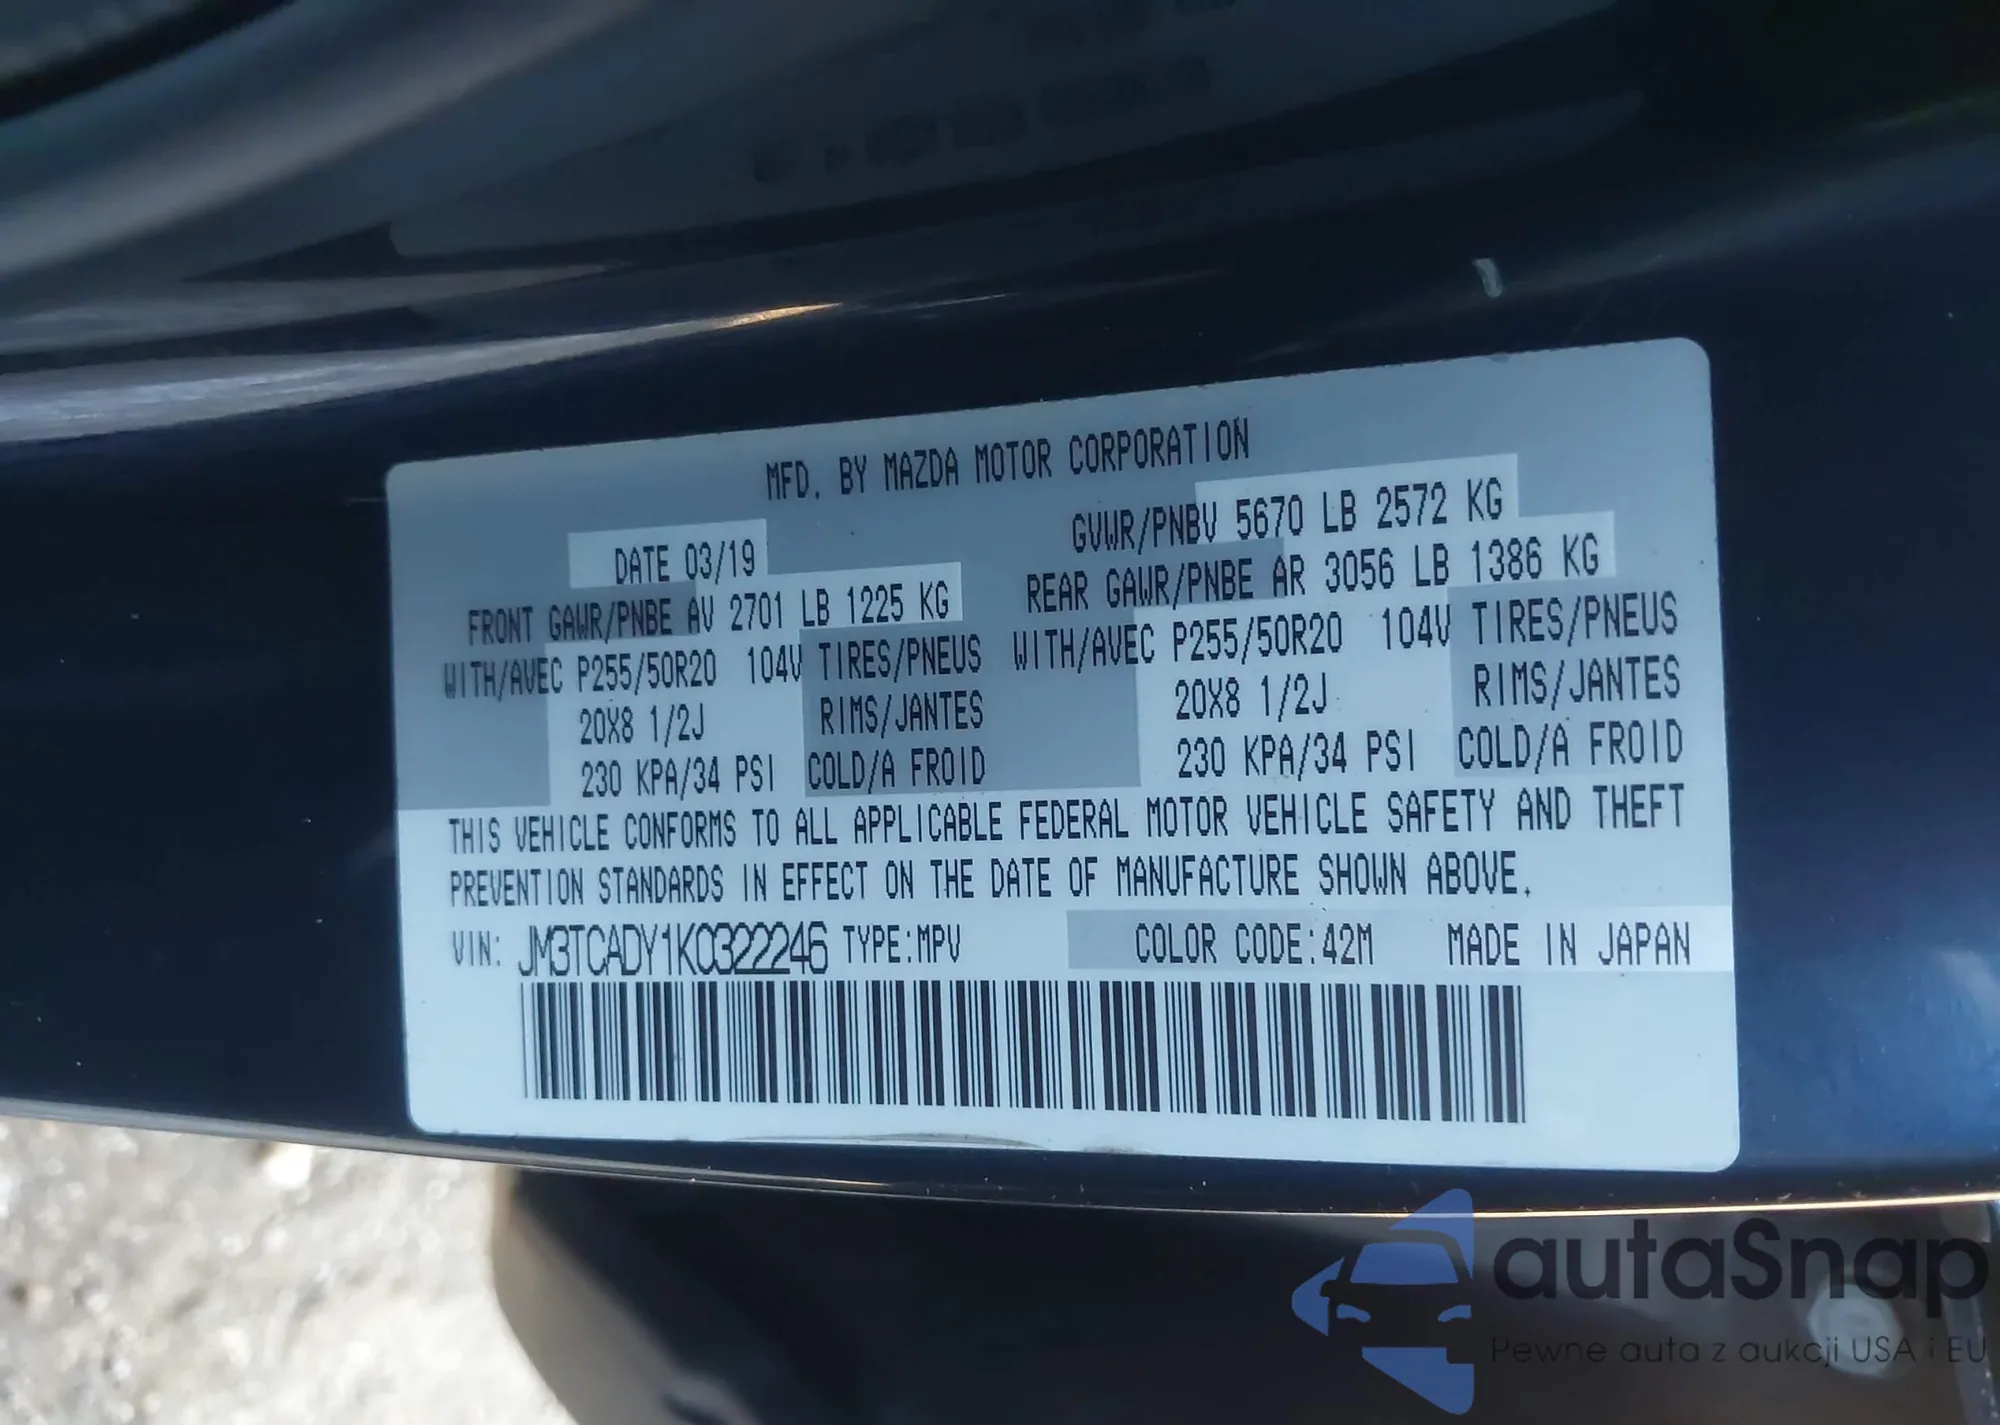 MFD. BY MAZDA MOTOR CORPORATION
DATE 03/19
GVWR/PNBV 5670 LB 2572 KG
FRONT GAWR/PNBE AV 2701 LB 1225 KG
REAR GAWR/PNBE AR 3056 LB 1386 KG
WITH/AVEC P255/50R20 104V TIRES/PNEUS
WITH/AVEC P255/50R20 104V TIRES/PNEUS
20X8 1/2J RIMS/JANTES
20X8 1/2J RIMS/JANTES
230 KPA/34 PSI COLD/A FROID
230 KPA/34 PSI COLD/A FROID
THIS VEHICLE CONFORMS TO ALL APPLICABLE FEDERAL MOTOR VEHICLE SAFETY AND THEFT
PREVENTION STANDARDS IN EFFECT ON THE DATE OF MANUFACTURE SHOWN ABOVE.
VIN: JM3TCADY1K0322246 TYPE:MPV COLOR CODE:42M MADE IN JAPAN
autaSnap
Pewne auta z aukcji USA i EU